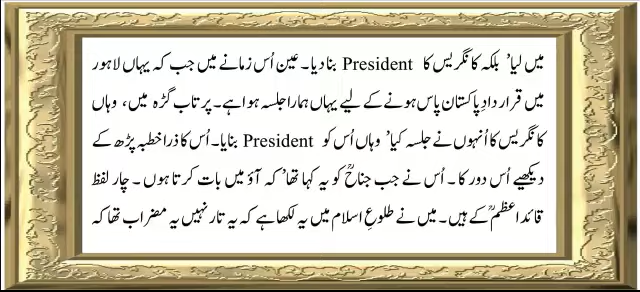 میں لیا’ بلکہ کانگریس کا President بنا دیا۔ عین اُس زمانے میں جب کہ یہاں لاہور
میں قرار دادِ پاکستان پاس ہونے کے لیے یہاں ہمارا جلسہ ہوا ہے۔ پرتاب گڑھ میں، وہاں
کانگریس کا اُنہوں نے جلسہ کیا’ وہاں اُس کو President بنایا۔ اُس کا ذرا خطبہ پڑھ کے
دیکھیے اُس دور کا۔ اُس نے جب جناحؒ کو یہ کہا تھا’ کہ آؤ میں بات کرتا ہوں۔ چار لفظ
قائداعظمؒ کے ہیں۔ میں نے طلوعِ اسلام میں یہ لکھا ہے کہ یہ تار نہیں یہ مضراب تھا کہ